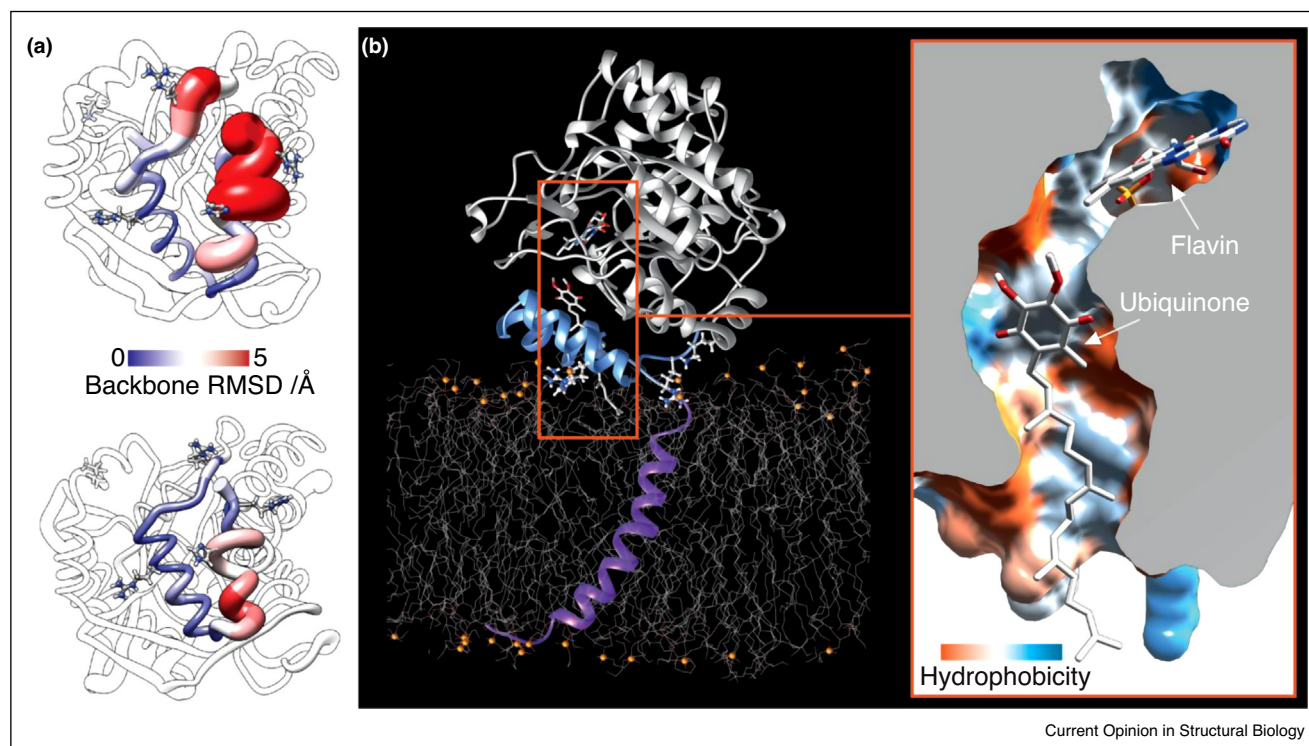 (a)
0 5
Backbone RMSD /Å
(b)
Flavin
Ubiquinone
Hydrophobicity
Current Opinion in Structural Biology